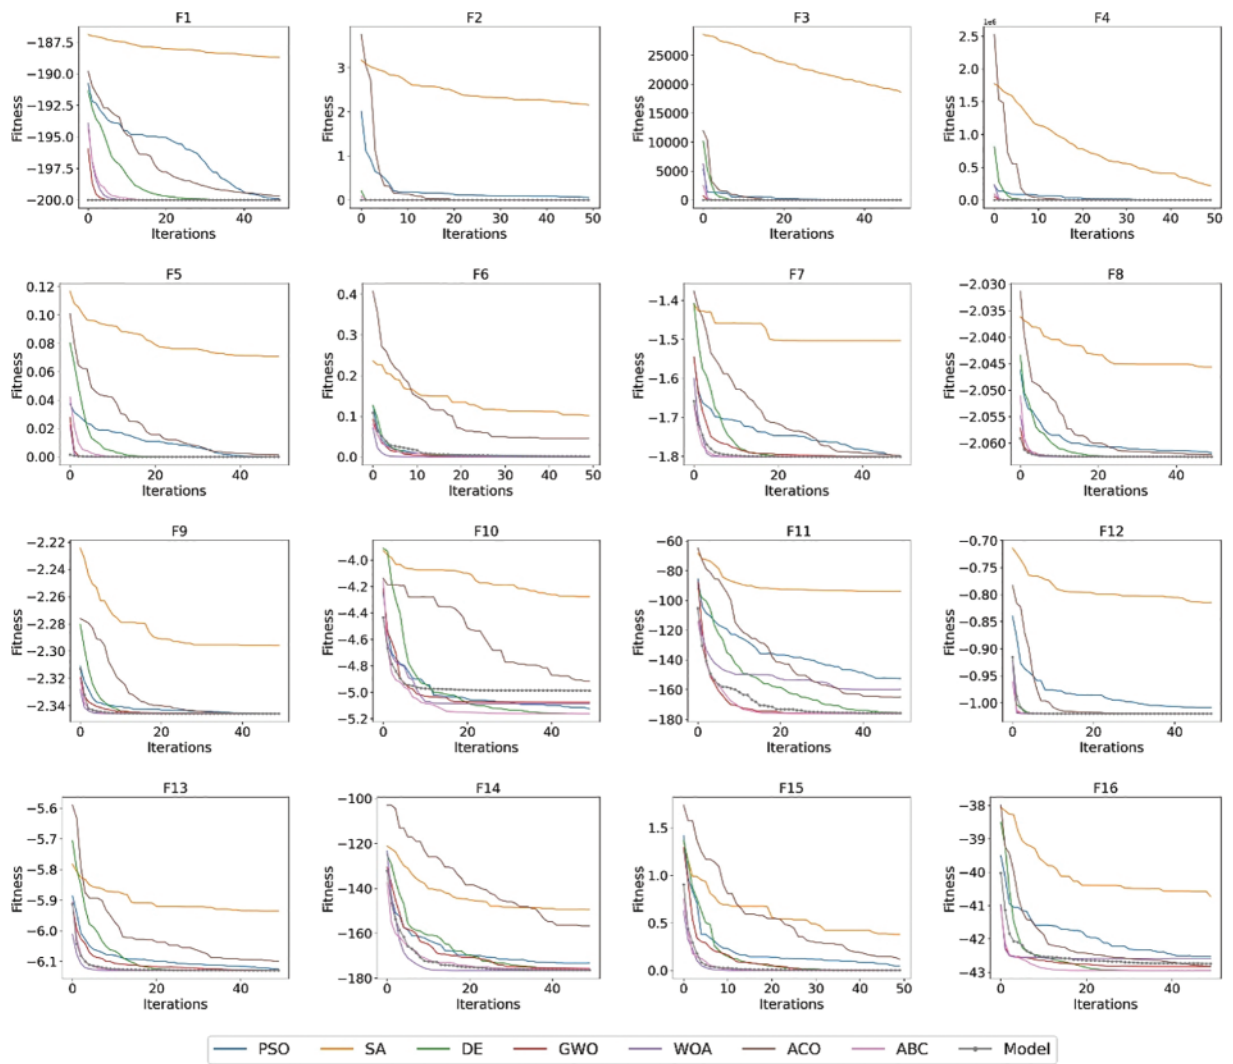 F1 F2 F3 F4
Fitness Fitness Fitness Fitness
−187.5 −190.0 −192.5 −195.0 −197.5 −200.0
3 2 1 0
25000 20000 15000 10000 5000 0
1e6
2.5 2.0 1.5 1.0 0.5 0.0
0 20 40
0 10 20 30 40 50
0 20 40
0 10 20 30 40 50
Iterations Iterations Iterations Iterations
F5 F6 F7 F8
Fitness Fitness Fitness Fitness
0.12 0.10 0.08 0.06 0.04 0.02 0.00
0.4 0.3 0.2 0.1 0.0
−1.4 −1.5 −1.6 −1.7 −1.8
−2.030 −2.035 −2.040 −2.045 −2.050 −2.055 −2.060
0 20 40
0 10 20 30 40 50
0 20 40
0 20 40
Iterations Iterations Iterations Iterations
F9 F10 F11 F12
Fitness Fitness Fitness Fitness
−2.22 −2.24 −2.26 −2.28 −2.30 −2.32 −2.34
−4.0 −4.2 −4.4 −4.6 −4.8 −5.0 −5.2
−60 −80 −100 −120 −140 −160 −180
−0.70 −0.75 −0.80 −0.85 −0.90 −0.95 −1.00
0 20 40
0 20 40
0 20 40
0 20 40
Iterations Iterations Iterations Iterations
F13 F14 F15 F16
Fitness Fitness Fitness Fitness
−5.6 −5.7 −5.8 −5.9 −6.0 −6.1
−100 −120 −140 −160 −180
1.5 1.0 0.5 0.0
−38 −39 −40 −41 −42 −43
0 20 40
0 20 40
0 10 20 30 40 50
0 20 40
Iterations Iterations Iterations Iterations
PSO SA DE GWO WOA ACO ABC Model